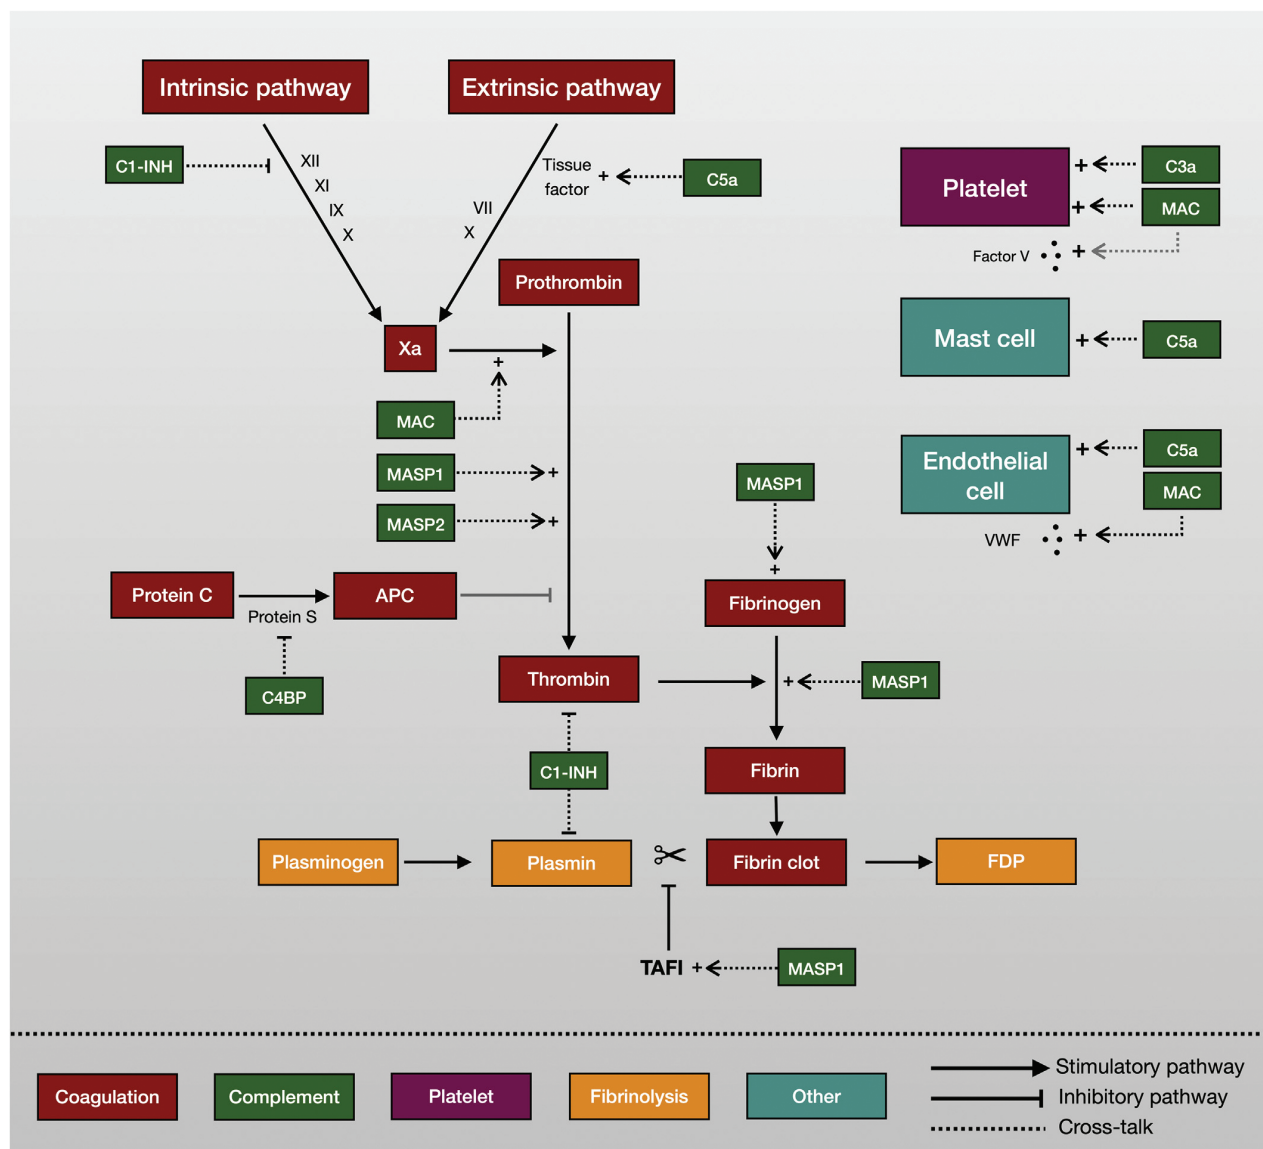 Intrinsic pathway
Extrinsic pathway
C1-INH
XII
XI
IX
X
Tissue
factor
+
C5a
VII
X
Platelet
+
C3a
+
MAC
Factor V
+
Prothrombin
Xa
+
Mast cell
+
C5a
MAC
MASP1
+
MASP2
+
Endothelial
cell
+
C5a
MAC
VWF
+
MASP1
+
Protein C
Protein S
APC
Fibrinogen
C4BP
Thrombin
+
MASP1
C1-INH
Fibrin
Plasminogen
Plasmin
Fibrin clot
FDP
TAFI
+
MASP1
Coagulation
Complement
Platelet
Fibrinolysis
Other
Stimulatory pathway
Inhibitory pathway
Cross-talk